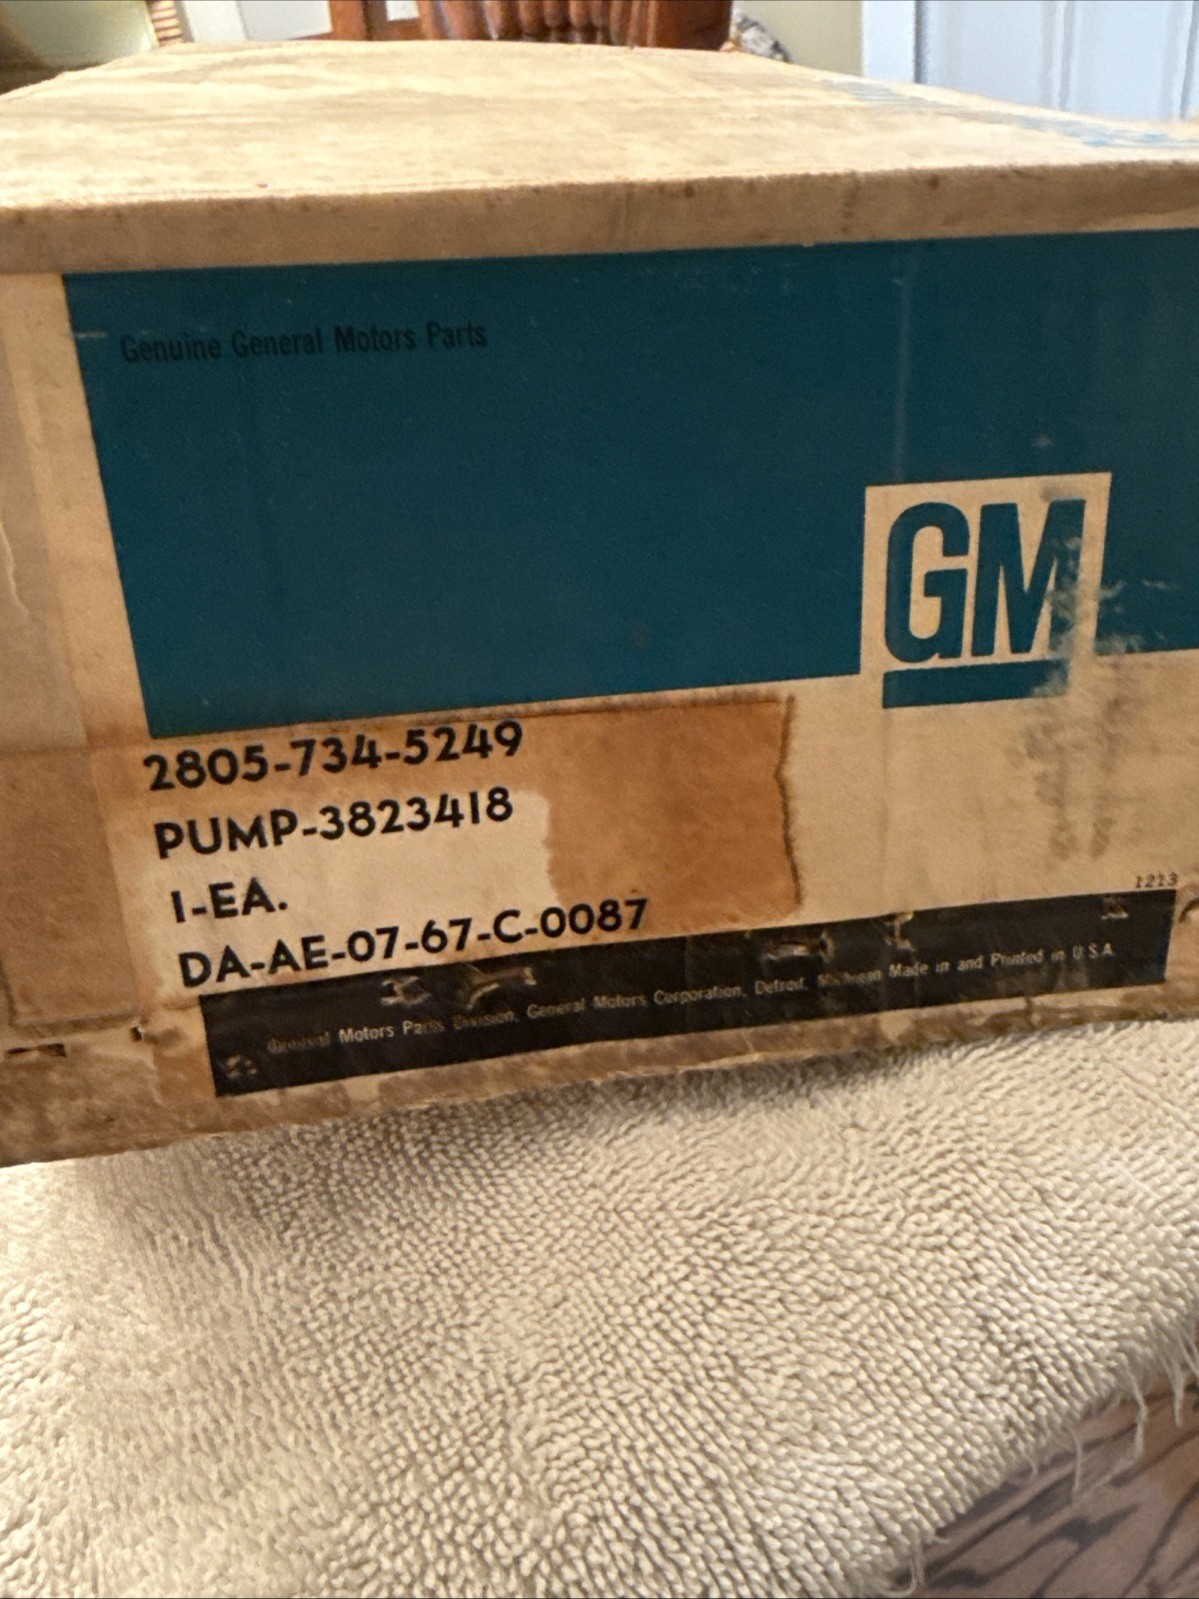 Genuine General Motors Parts
GM
2805-734-5249
PUMP-3823418
1-EA.
DA-AE-07-67-C-0087
1213
General Motors Parts Division, General Motors Corporation, Detroit, Michigan Made in and Printed in U.S.A.